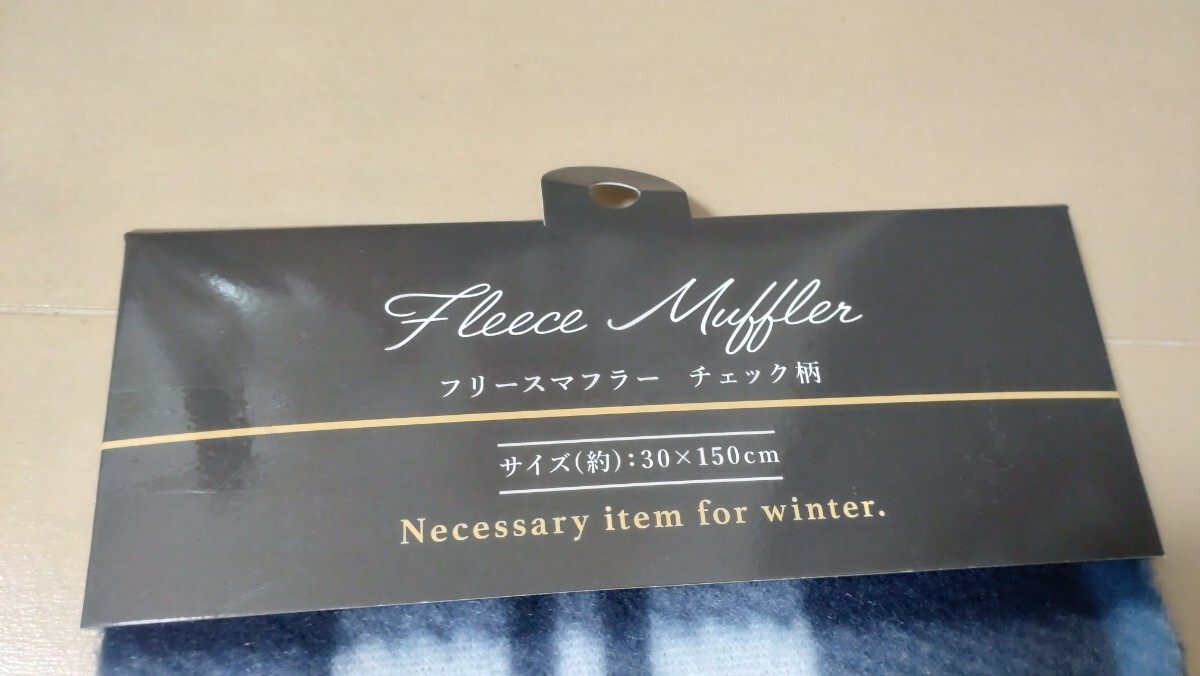 Fleece Muffler
フリースマフラー　チェック柄
サイズ(約):30×150cm
Necessary item for winter.